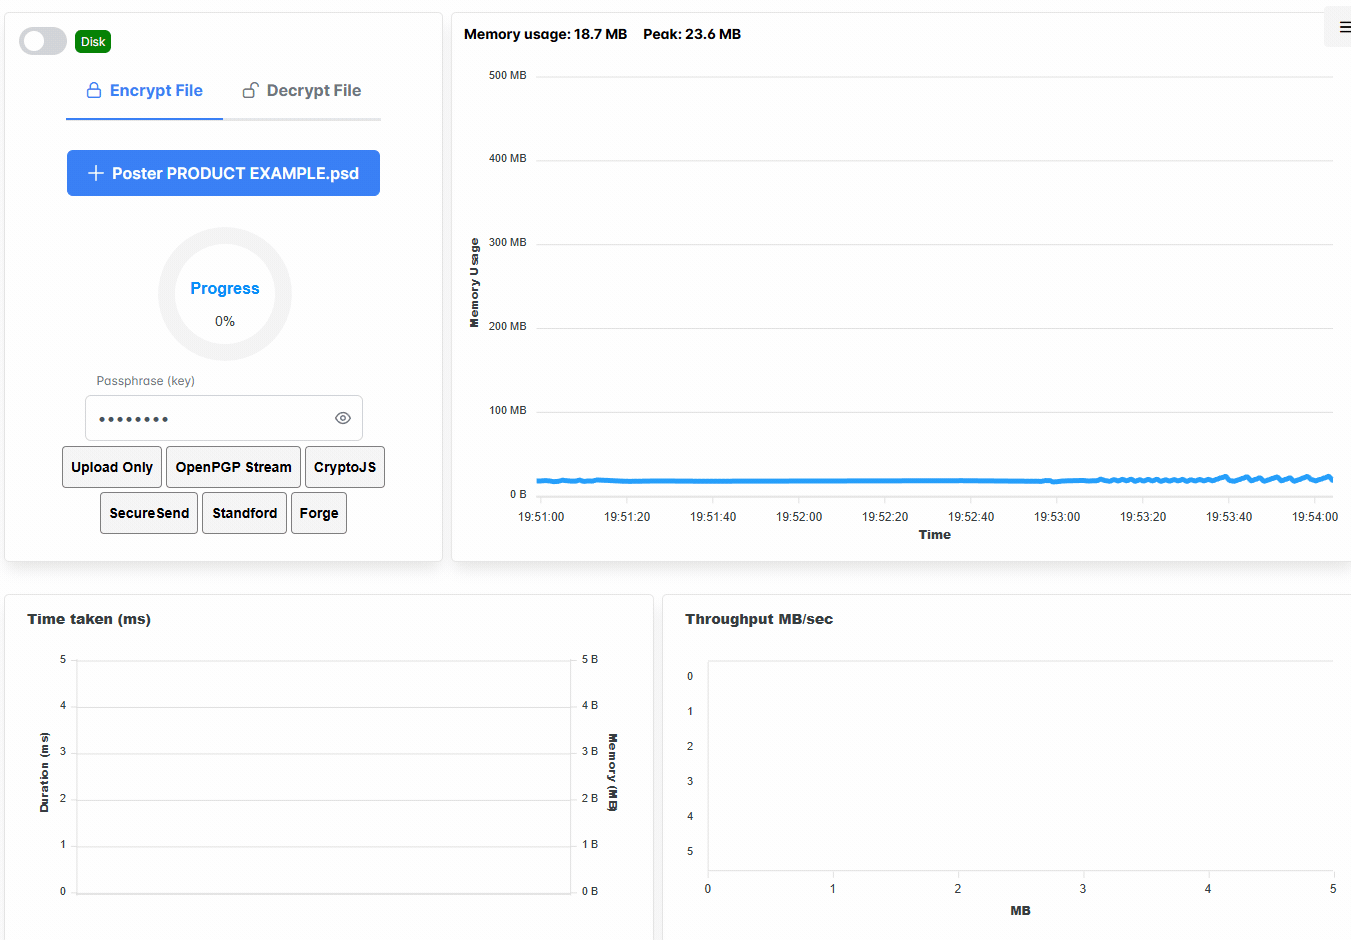 Disk
Encrypt File Decrypt File
Poster PRODUCT EXAMPLE.psd
Progress
0%
Passphrase (key)
Upload Only OpenPGP Stream CryptoJS
SecureSend Standford Forge
Memory usage: 18.7 MB Peak: 23.6 MB
500 MB
400 MB
300 MB
200 MB
100 MB
0 B
Memory Usage
19:51:00 19:51:20 19:51:40 19:52:00 19:52:20 19:52:40 19:53:00 19:53:20 19:53:40 19:54:00
Time
Time taken (ms)
5 5 B
4 4 B
3 3 B
2 2 B
1 1 B
0 0 B
Duration (ms)
Memory (MB)
Throughput MB/sec
0
1
2
3
4
5
0 1 2 3 4 5
MB